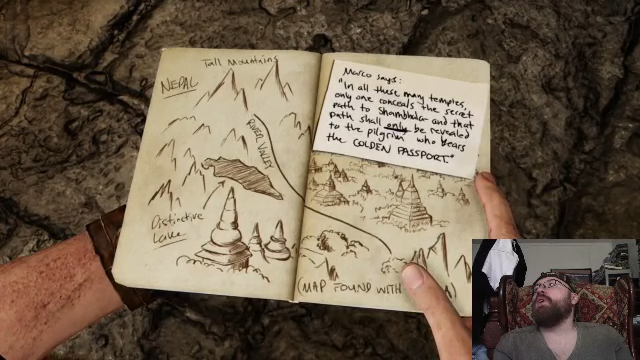 Tall Mountains
NEPAL
RIVER VALLEY
Distinctive
Lake
Marco says:
"In all these many temples,
only one conceals the secret
path to Shambhala- and that
path shall only be revealed
to the pilgrim who bears
the GOLDEN PASSPORT."
(MAP FOUND WITH